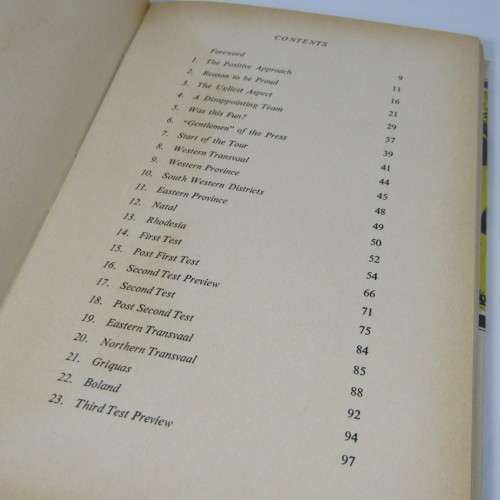 CONTENTS
Foreword 9
1. The Positive Approach 11
2. Reason to be Proud 16
3. The Ugliest Aspect 21
4. A Disappointing Team 29
5. Was this Fun? 37
6. "Gentlemen" of the Press 39
7. Start of the Tour 41
8. Western Transvaal 44
9. Western Province 45
10. South Western Districts 48
11. Eastern Province 49
12. Natal 50
13. Rhodesia 52
14. First Test 54
15. Post First Test 66
16. Second Test Preview 71
17. Second Test 75
18. Post Second Test 84
19. Eastern Transvaal 85
20. Northern Transvaal 88
21. Griquas 92
22. Boland 94
23. Third Test Preview 97